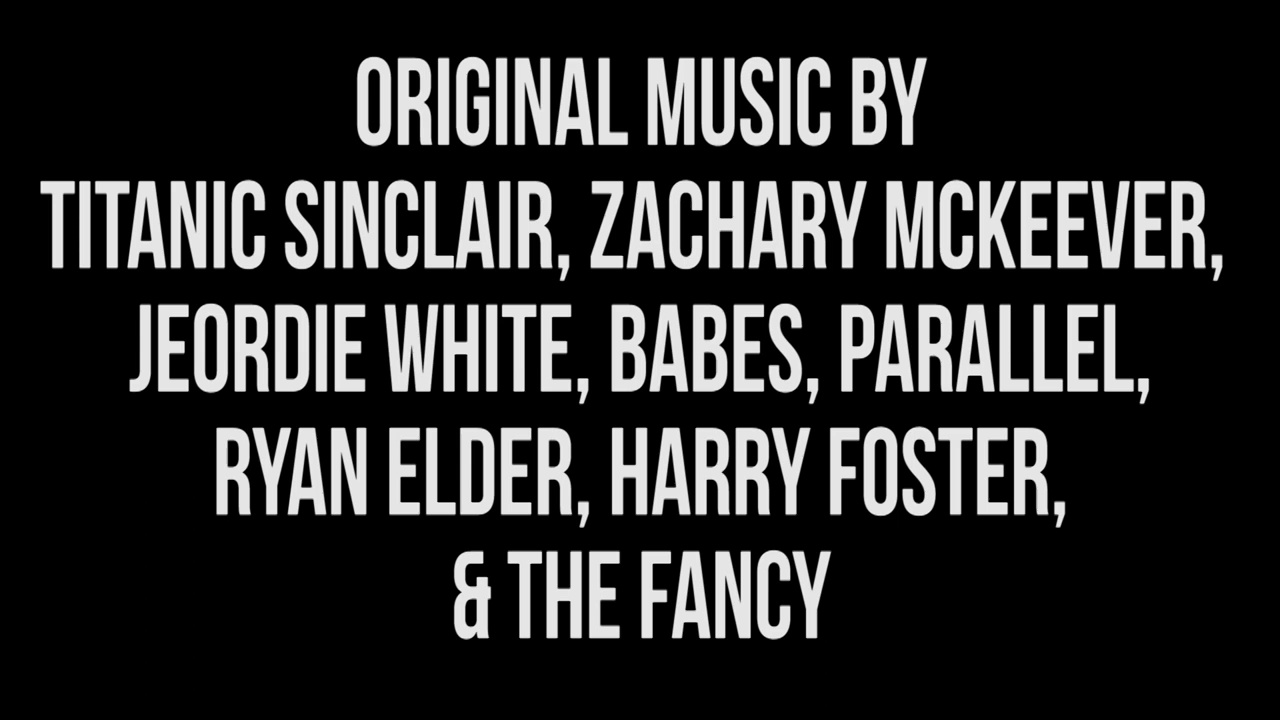 ORIGINAL MUSIC BY
TITANIC SINCLAIR, ZACHARY MCKEEVER,
JEORDIE WHITE, BABES, PARALLEL,
RYAN ELDER, HARRY FOSTER,
& THE FANCY